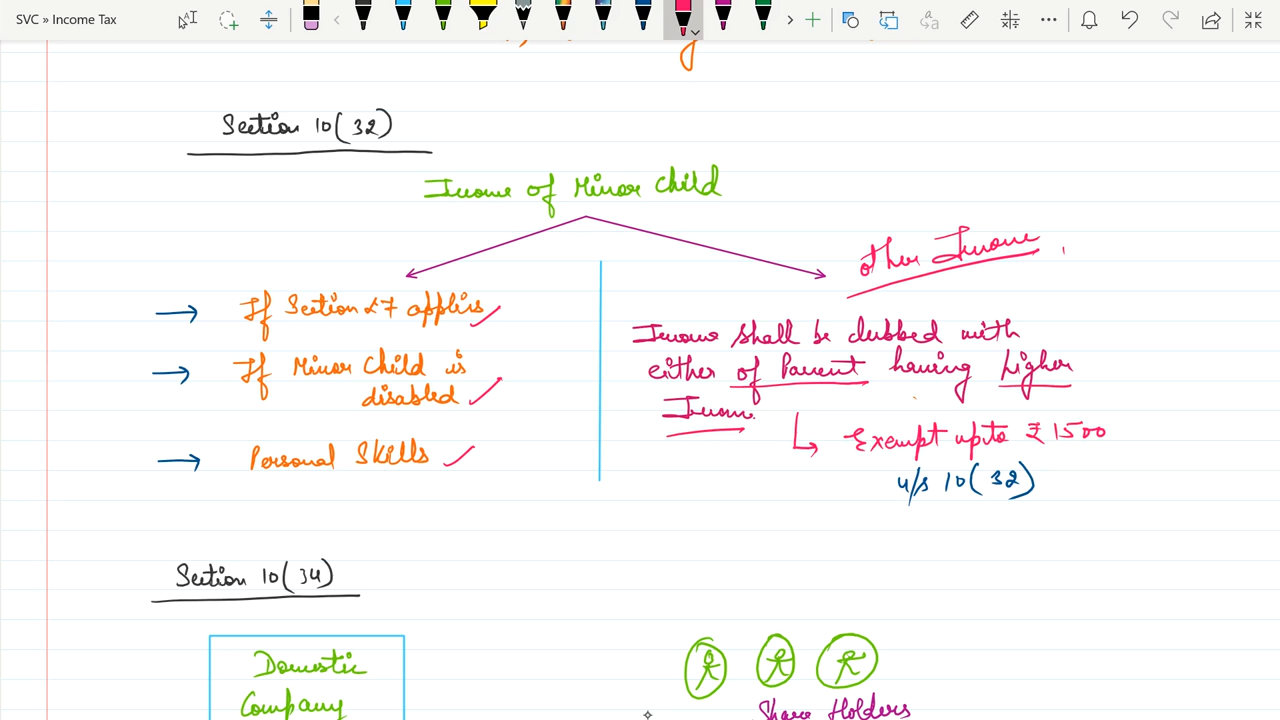 SVC » Income Tax
Section 10(32)
Income of Minor Child
other Income
If Section 27 applies
If Minor Child is
disabled
Personal Skills
Income shall be clubbed with
either of Parent having higher
Income
Exempt upto ₹ 1500
u/s 10(32)
Section 10(34)
Domestic
Company
Share Holders